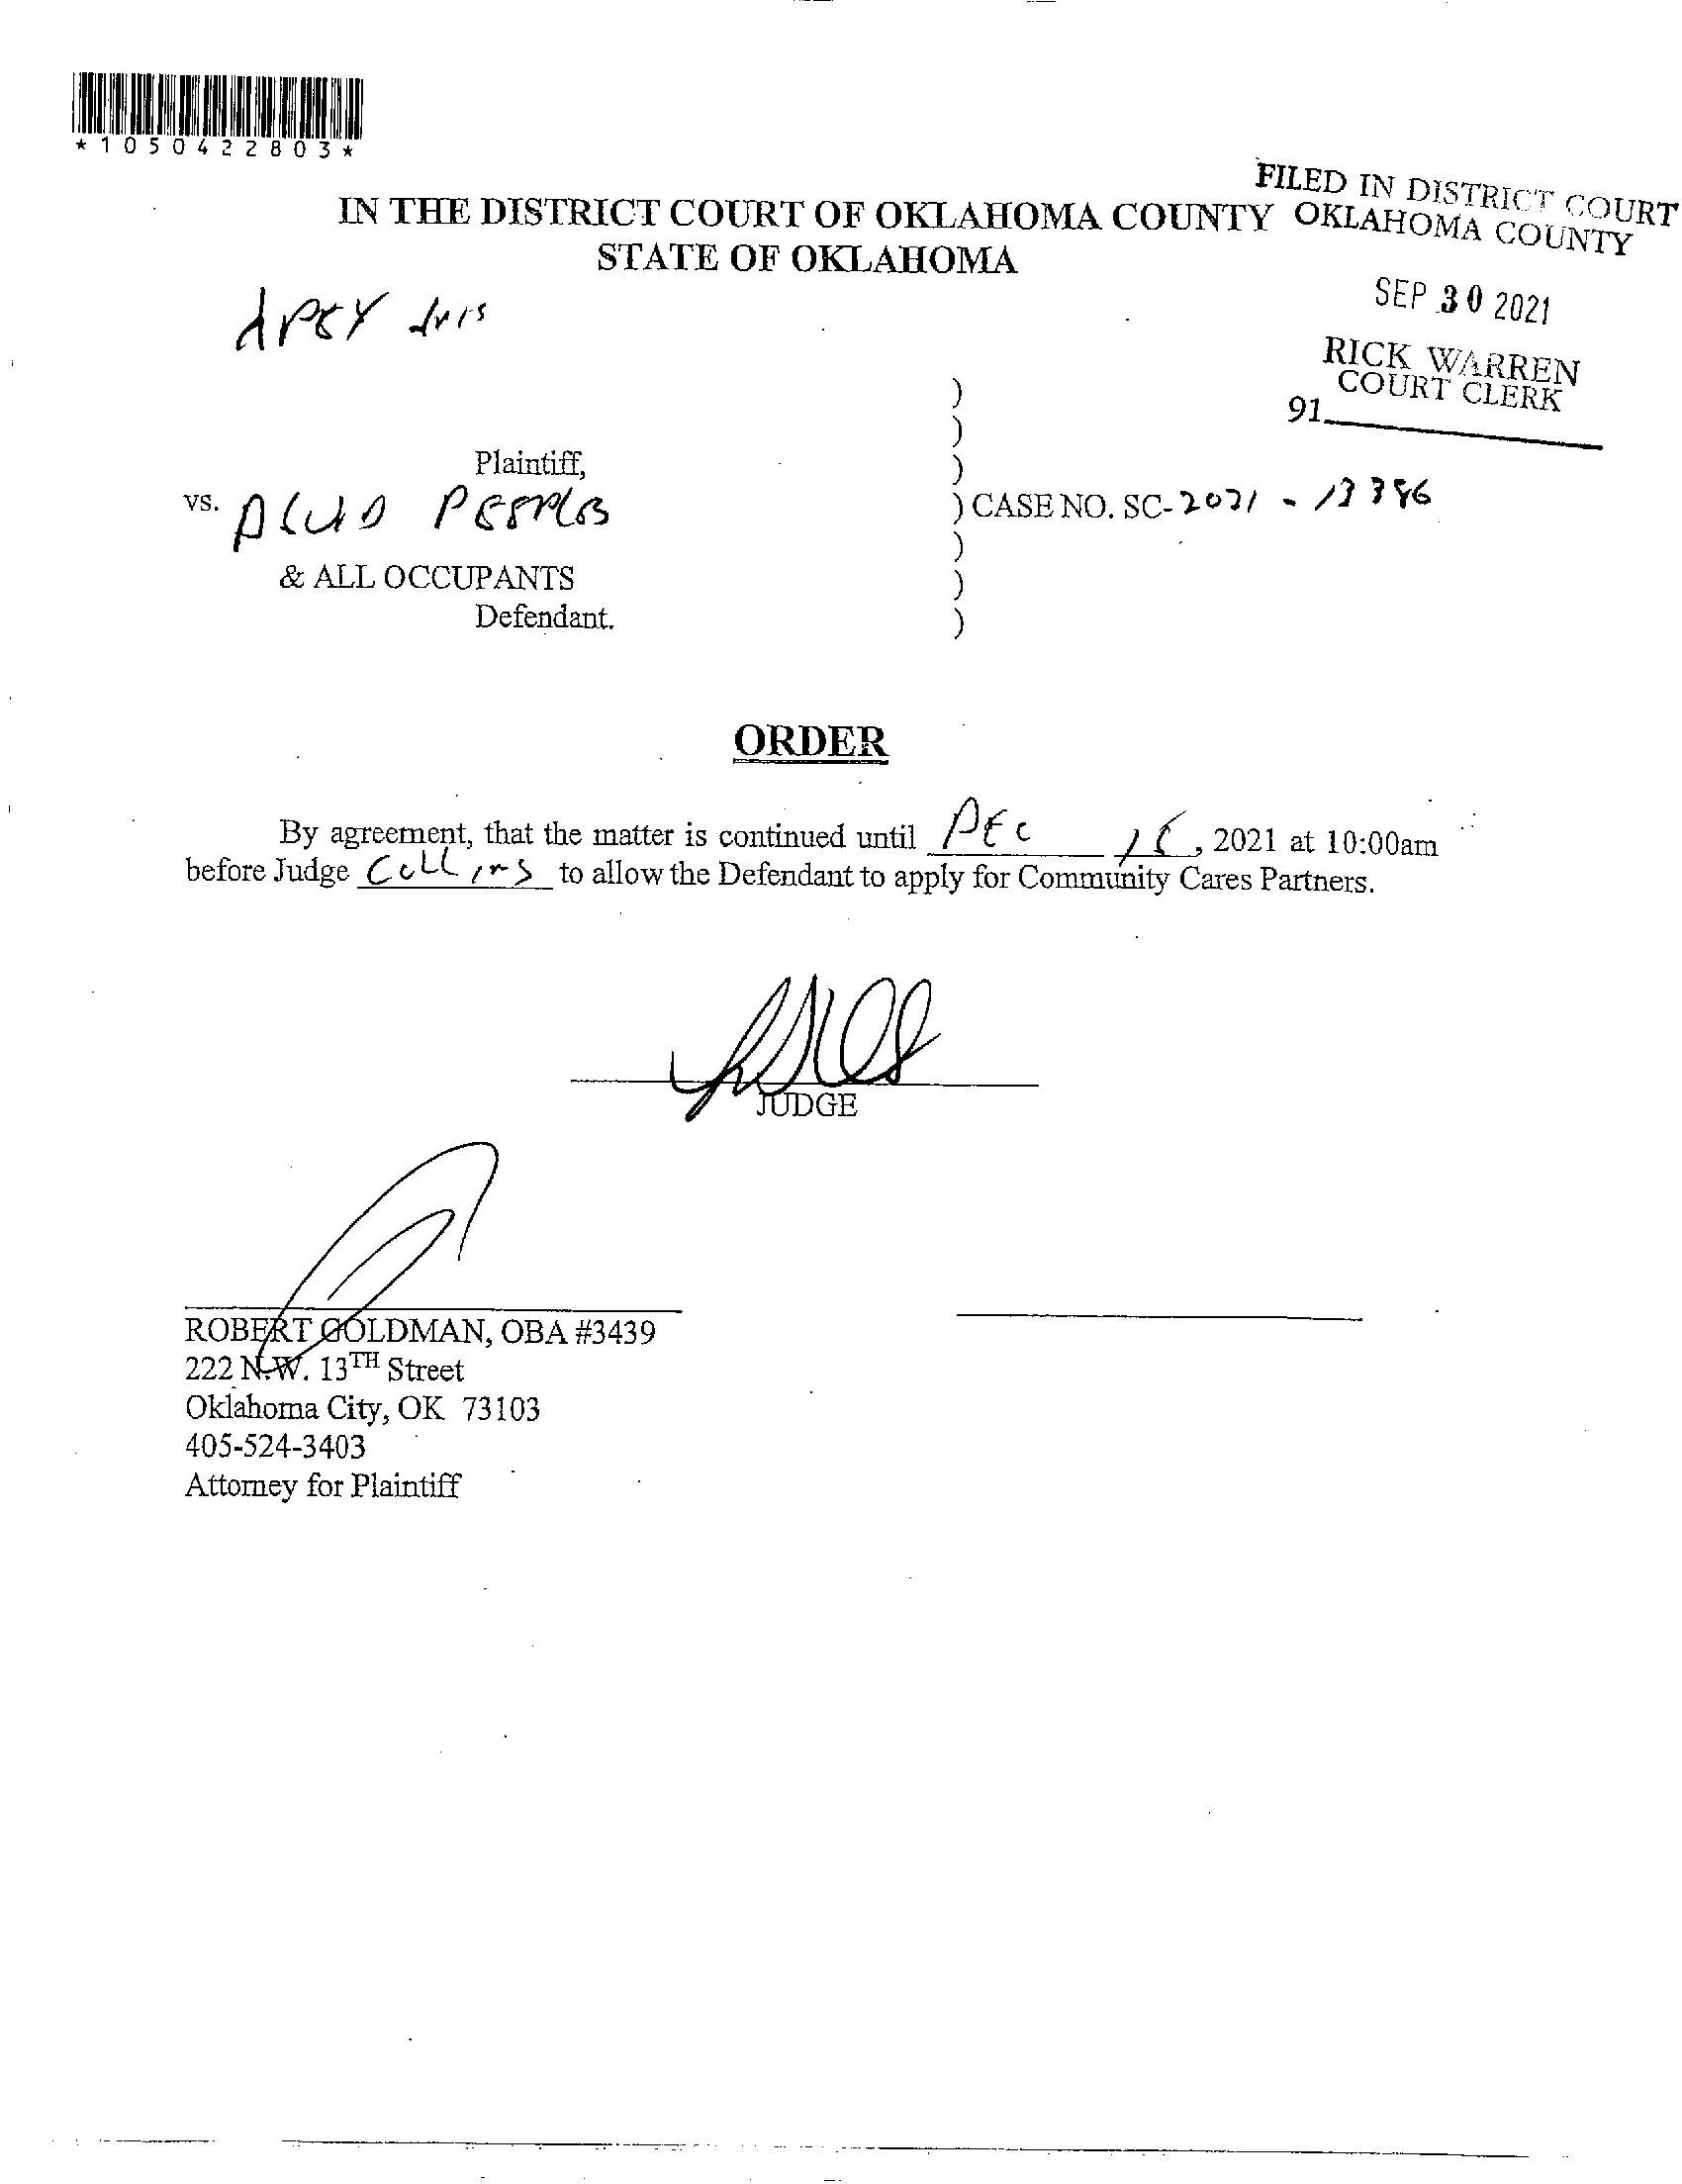 *1050422803*
FILED IN DISTRICT COURT
OKLAHOMA COUNTY
IN THE DISTRICT COURT OF OKLAHOMA COUNTY
STATE OF OKLAHOMA
SEP 30 2021
RICK WARREN
COURT CLERK
91
APEX
Plaintiff,
vs. PEEPLES
CASE NO. SC-2021 - 13386
& ALL OCCUPANTS
Defendant.
)
)
)
)
)
)
)
ORDER
By agreement, that the matter is continued until DEC 16, 2021 at 10:00am
before Judge COLLINS to allow the Defendant to apply for Community Cares Partners.
JUDGE
ROBERT GOLDMAN, OBA #3439
222 N.W. 13TH Street
Oklahoma City, OK 73103
405-524-3403
Attorney for Plaintiff